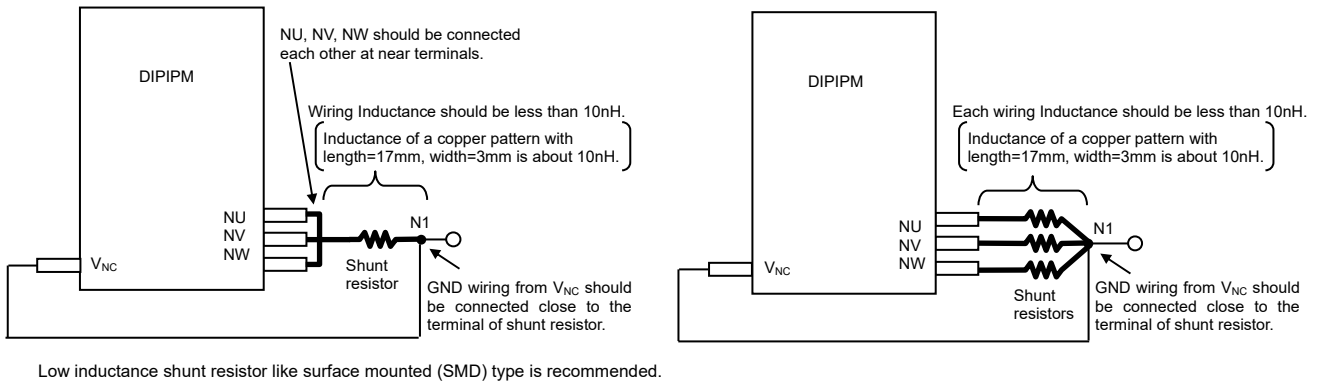 NU, NV, NW should be connected
each other at near terminals.
DIPIPM
Wiring Inductance should be less than 10nH.
Inductance of a copper pattern with
length=17mm, width=3mm is about 10nH.
NU
NV
NW
N1
VNC
Shunt
resistor
GND wiring from VNC should
be connected close to the
terminal of shunt resistor.
DIPIPM
Each wiring Inductance should be less than 10nH.
Inductance of a copper pattern with
length=17mm, width=3mm is about 10nH.
NU
NV
NW
N1
VNC
Shunt
resistors
GND wiring from VNC should
be connected close to the
terminal of shunt resistor.
Low inductance shunt resistor like surface mounted (SMD) type is recommended.